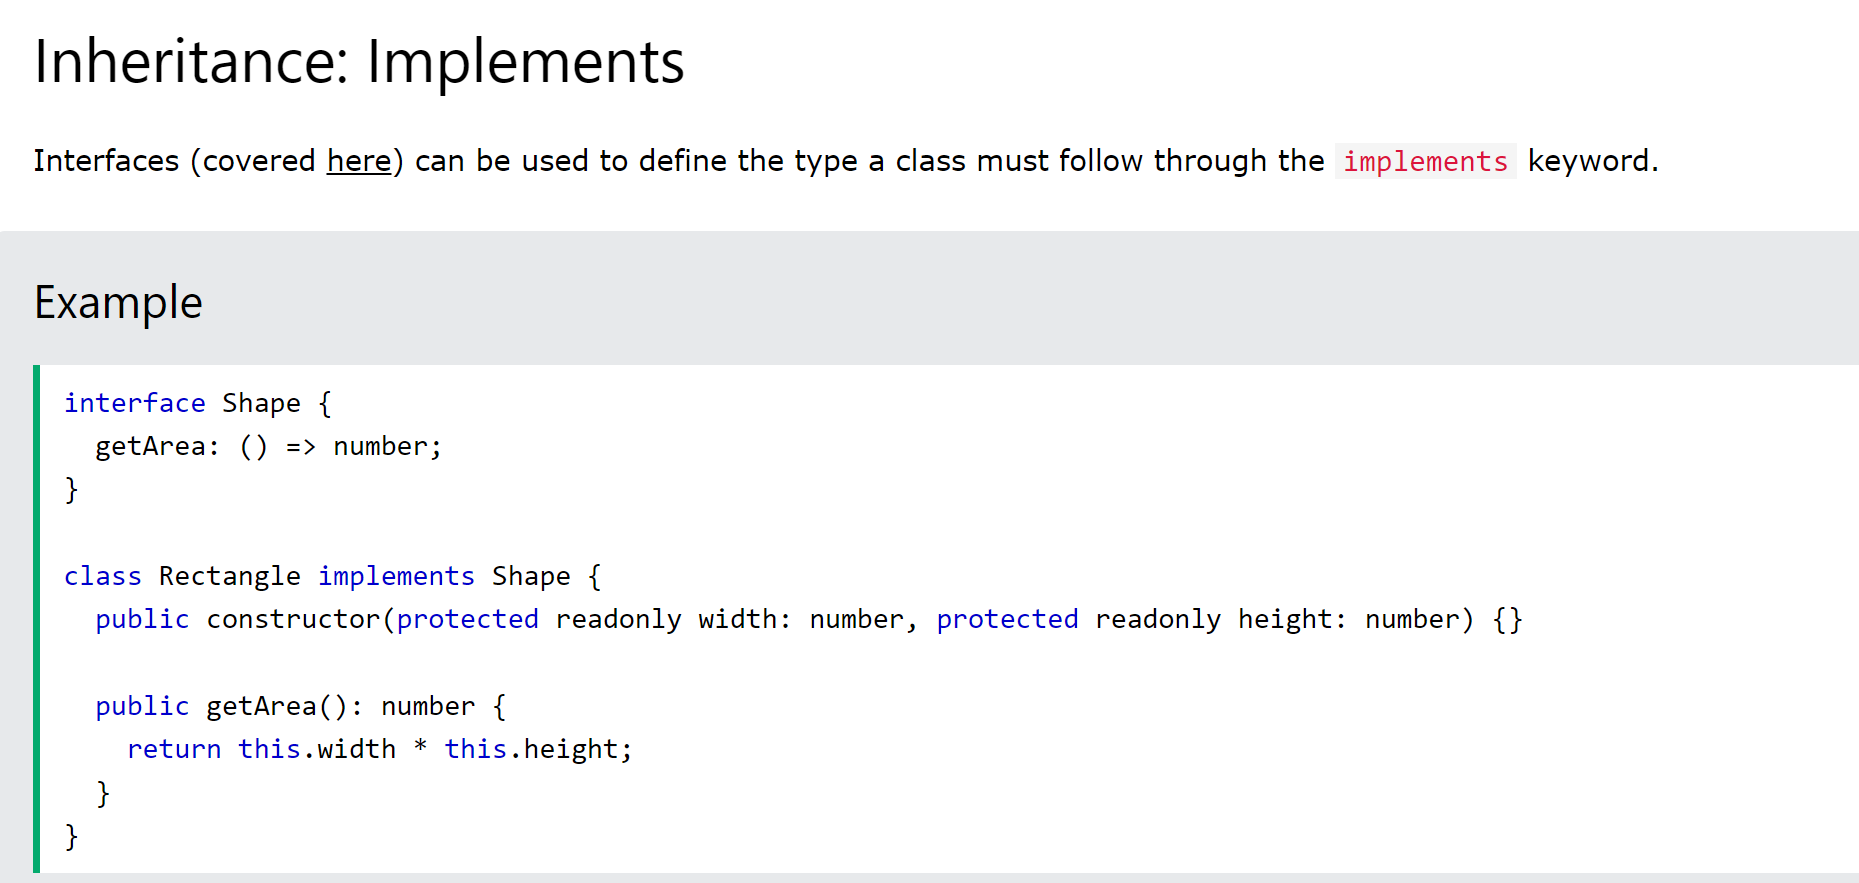 Inheritance: Implements
Interfaces (covered here) can be used to define the type a class must follow through the implements keyword.
Example
interface Shape {
  getArea: () => number;
}

class Rectangle implements Shape {
  public constructor(protected readonly width: number, protected readonly height: number) {}

  public getArea(): number {
    return this.width * this.height;
  }
}